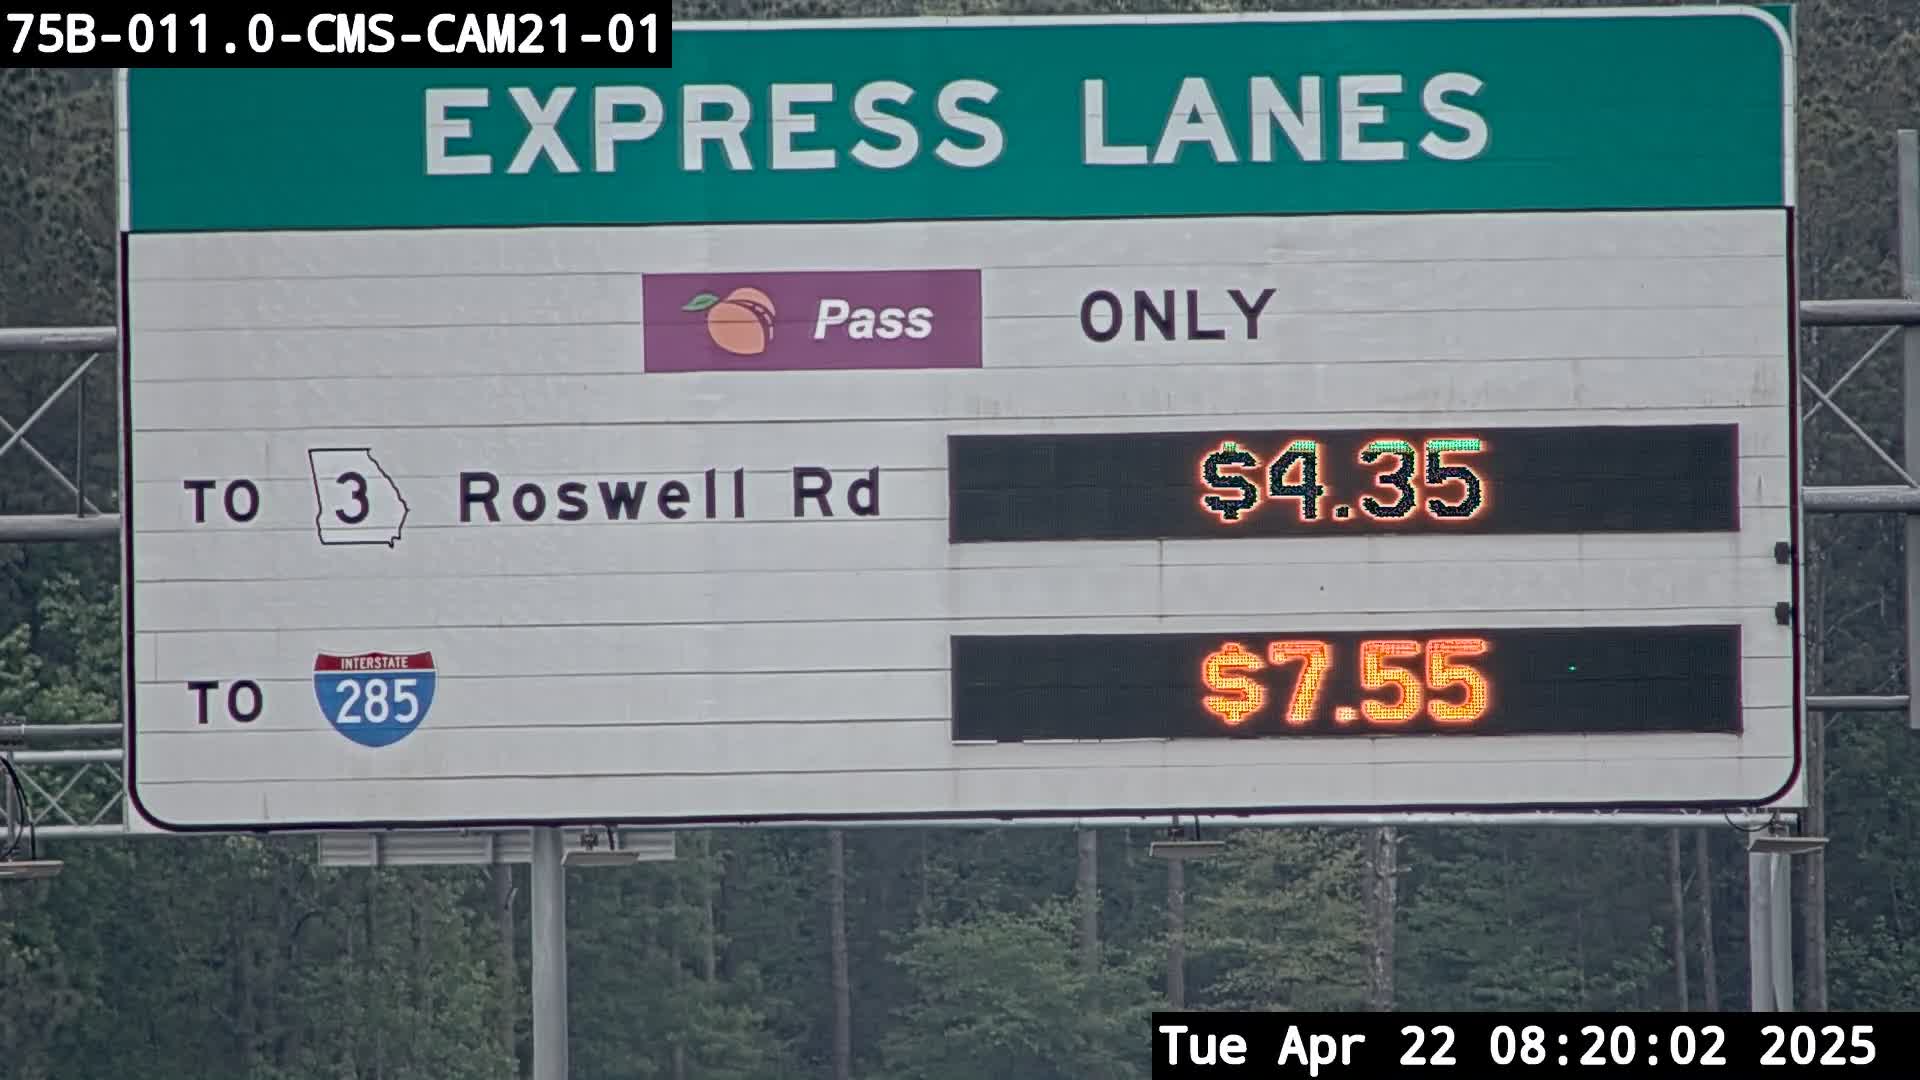 75B-011.0-CMS-CAM21-01
EXPRESS LANES
Pass ONLY
TO 3 Roswell Rd $4.35
TO INTERSTATE 285 $7.55
Tue Apr 22 08:20:02 2025